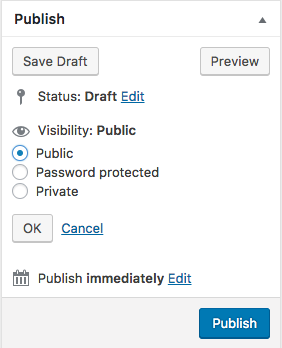 Publish
Save Draft Preview
Status: Draft Edit
Visibility: Public
Public
Password protected
Private
OK Cancel
Publish immediately Edit
Publish